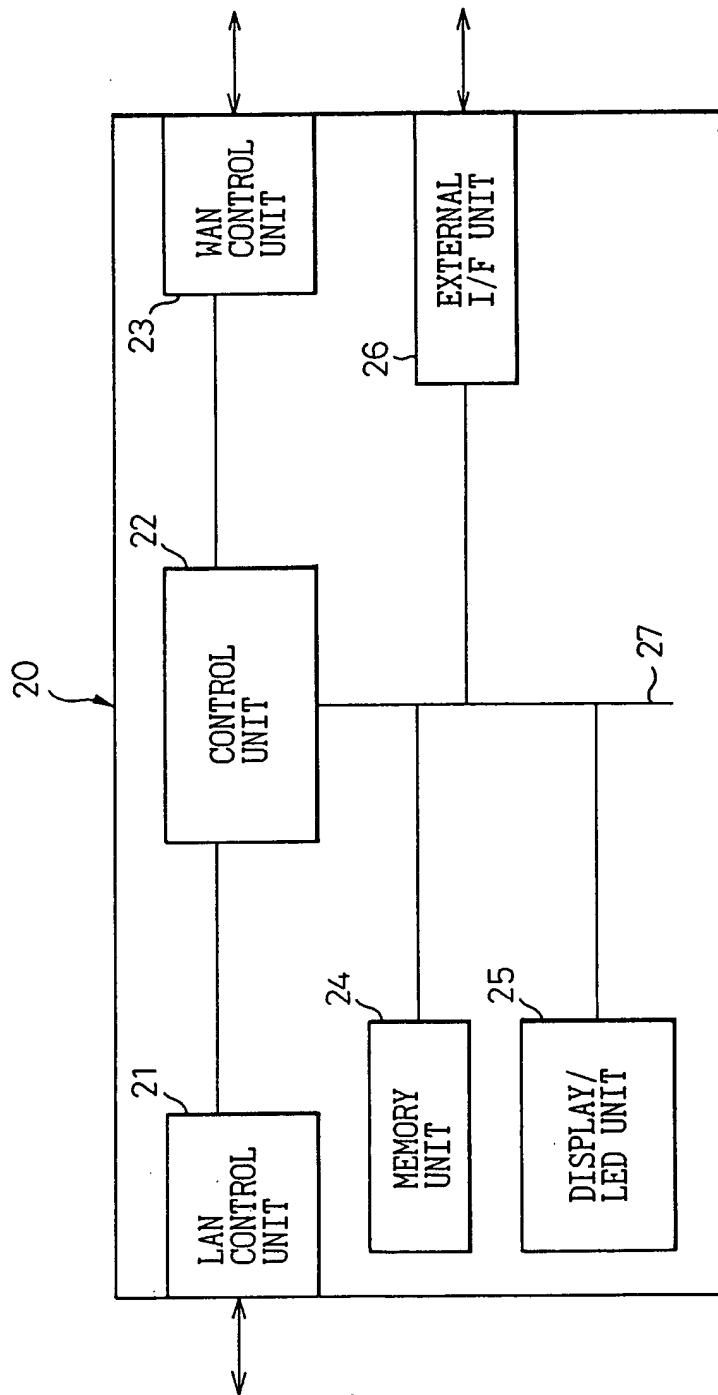 20
21
LAN
CONTROL
UNIT
22
CONTROL
UNIT
23
WAN
CONTROL
UNIT
24
MEMORY
UNIT
26
EXTERNAL
I/F UNIT
25
DISPLAY/
LED UNIT
27